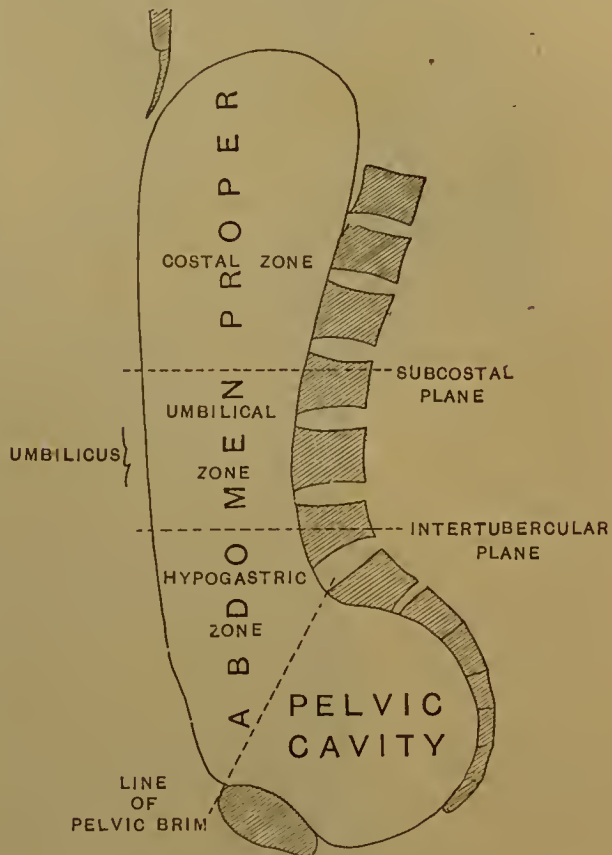 ABDOMEN PROPER
COSTAL ZONE
SUBCOSTAL
PLANE
UMBILICAL
ZONE
UMBILICUS
INTERTUBERCULAR
PLANE
HYPOGASTRIC
ZONE
PELVIC
CAVITY
LINE
OF
PELVIC BRIM